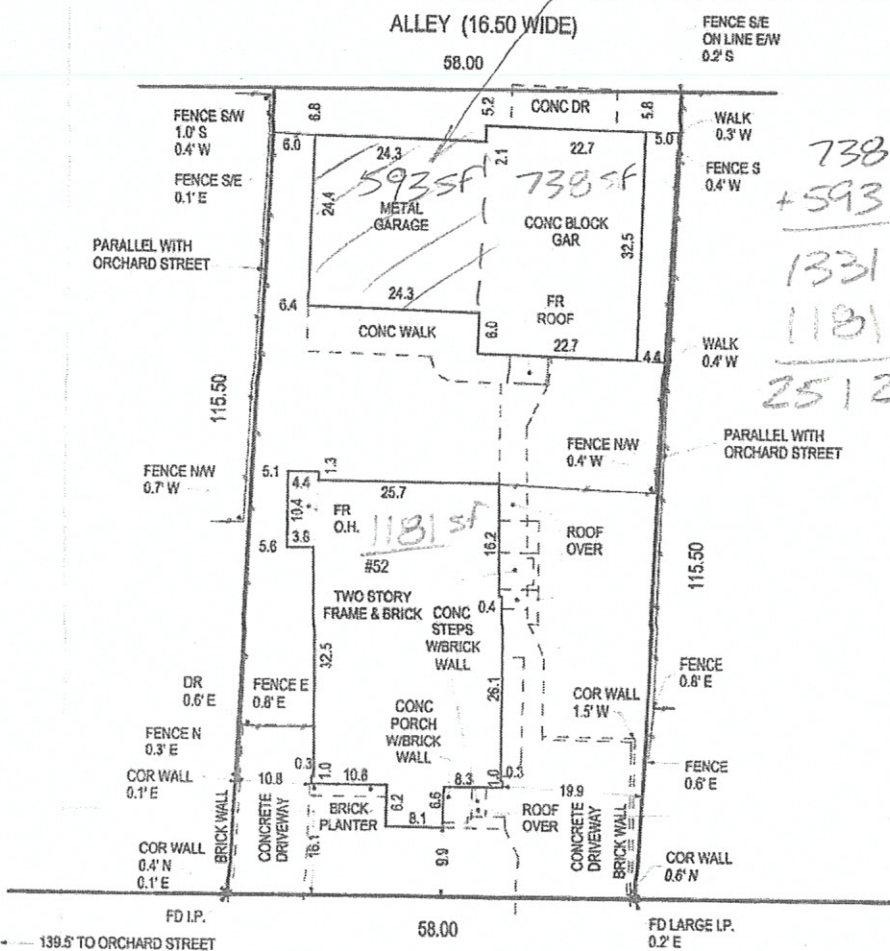 ALLEY (16.50 WIDE)
58.00
FENCE S/E
ON LINE E/W
0.2' S
FENCE S/W
1.0' S
0.4' W
6.8
5.2
CONC DR
5.8
WALK
0.3' W
6.0
24.3
2.1
22.7
5.0
FENCE S
0.4' W
FENCE S/E
0.1' E
24.4
593 sf
738 sf
METAL
GARAGE
CONC BLOCK
GAR
32.5
738
+593
1331
1181
2512
PARALLEL WITH
ORCHARD STREET
6.4
24.3
FR
ROOF
CONC WALK
6.0
22.7
4.4
WALK
0.4' W
115.50
PARALLEL WITH
ORCHARD STREET
FENCE N/W
0.4' W
FENCE N/W
0.7' W
5.1
4.4
1.3
25.7
10.4
FR
O.H.
1181 sf
5.6
3.8
#52
16.2
ROOF
OVER
115.50
TWO STORY
FRAME & BRICK
0.4
CONC
STEPS
W/BRICK
WALL
32.5
26.1
DR
0.6' E
FENCE E
0.8' E
FENCE
0.8' E
COR WALL
1.5' W
CONC
PORCH
W/BRICK
WALL
FENCE N
0.3' E
COR WALL
0.1' E
0.3
1.0
10.8
10.6
8.3
1.0
0.3
19.9
FENCE
0.6' E
BRICK WALL
CONCRETE
DRIVEWAY
16.1
BRICK
PLANTER
6.2
6.6
8.1
9.9
ROOF
OVER
CONCRETE
DRIVEWAY
BRICK WALL
COR WALL
0.4' N
0.1' E
COR WALL
0.6' N
FD I.P.
58.00
FD LARGE I.P.
0.2' E
139.5' TO ORCHARD STREET